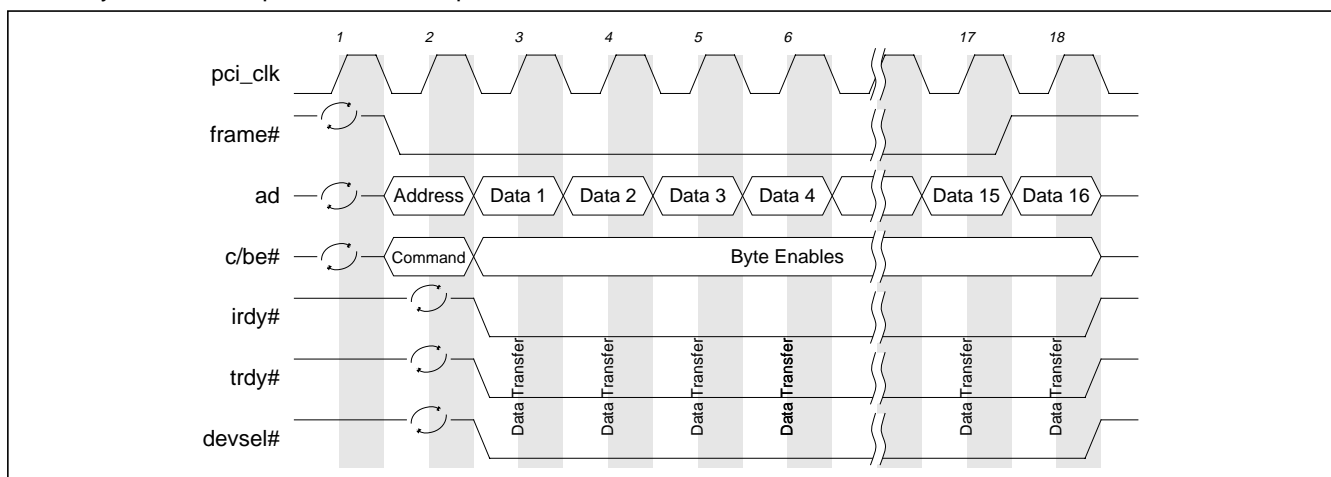 1 2 3 4 5 6 17 18
pci_clk
frame#
ad Address Data 1 Data 2 Data 3 Data 4 Data 15 Data 16
c/be# Command Byte Enables
irdy#
trdy#
Data Transfer Data Transfer Data Transfer Data Transfer Data Transfer Data Transfer
devsel#